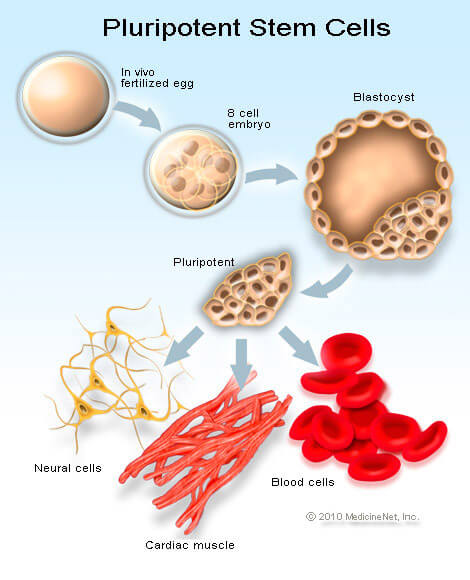 Pluripotent Stem Cells
In vivo
fertilized egg
8 cell
embryo
Blastocyst
Pluripotent
Neural cells
Blood cells
© 2010 MedicineNet, Inc.
Cardiac muscle